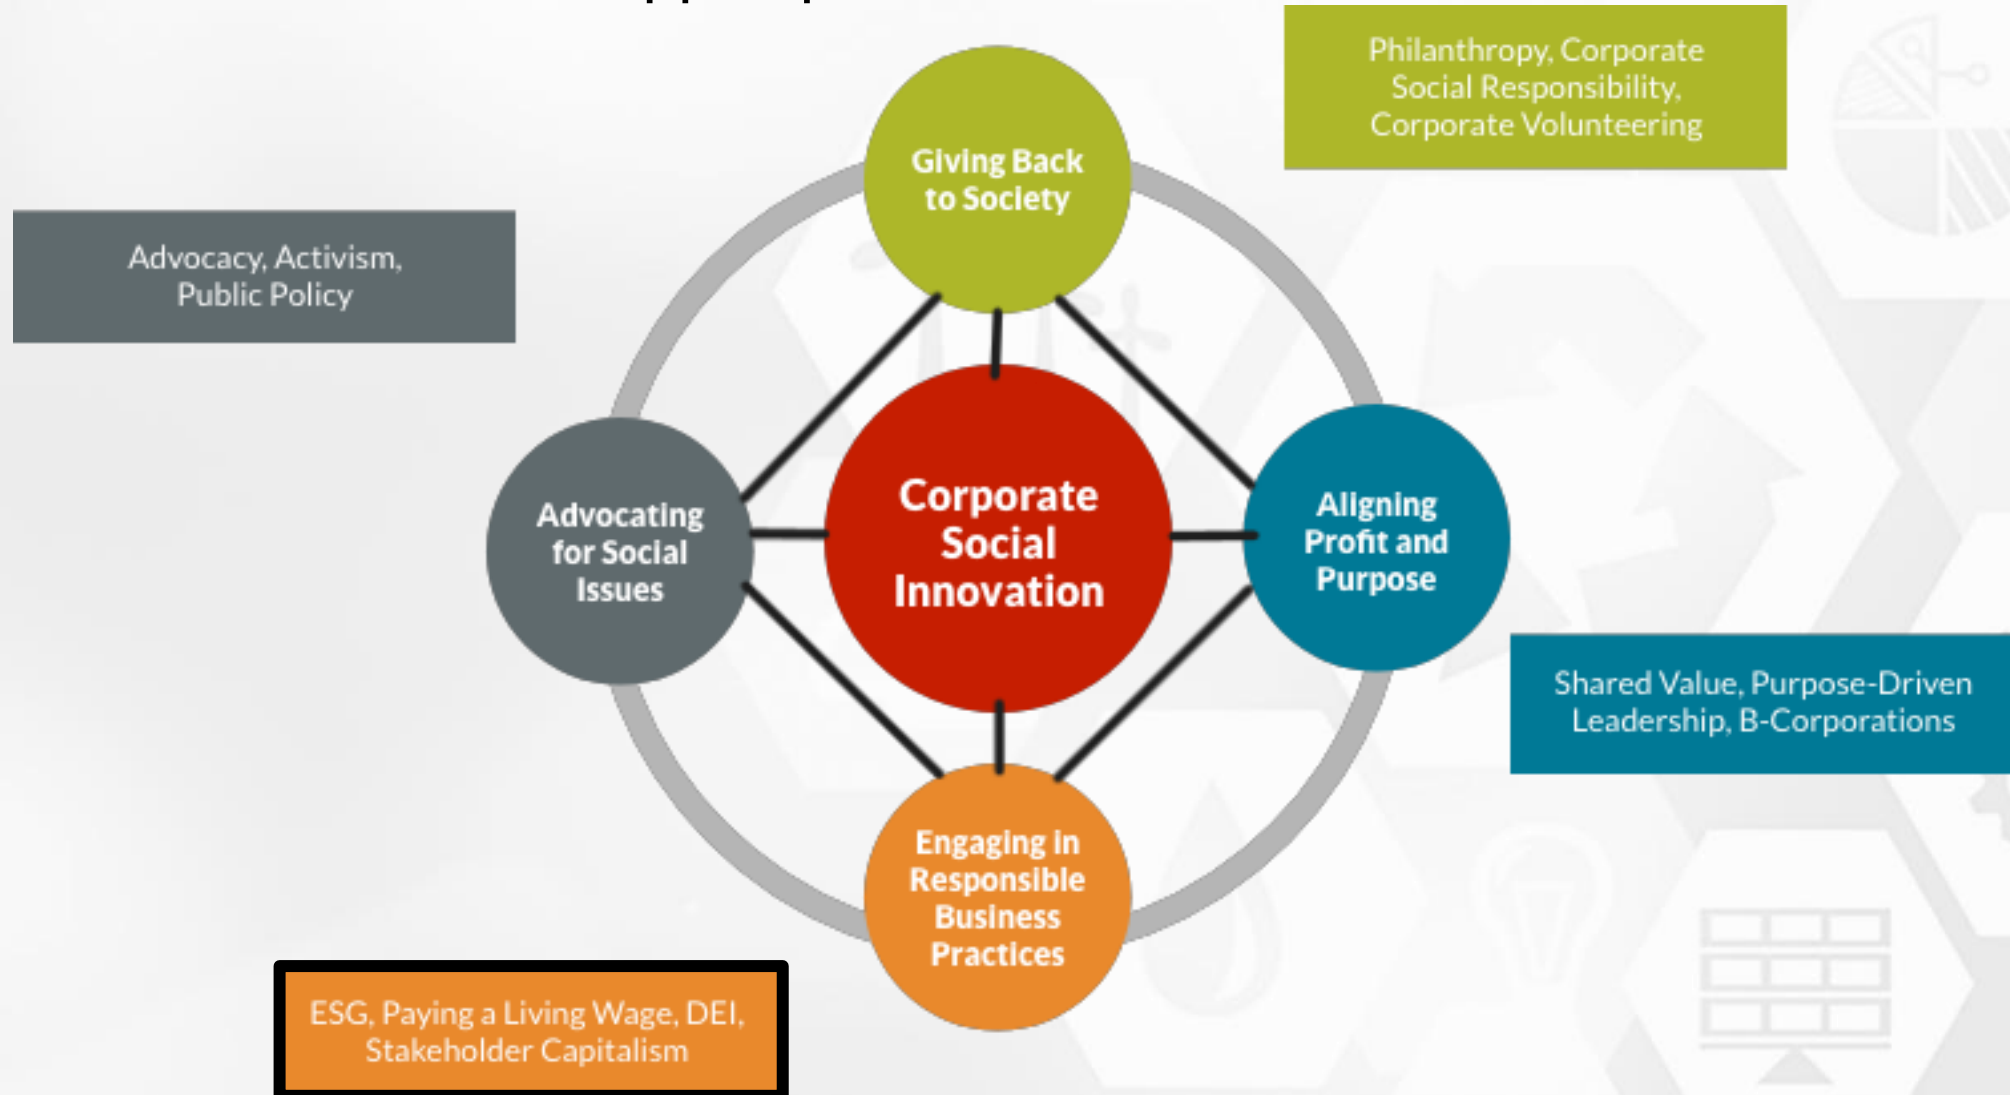 Philanthropy, Corporate
Social Responsibility,
Corporate Volunteering
Giving Back
to Society
Advocacy, Activism,
Public Policy
Advocating
for Social
Issues
Corporate
Social
Innovation
Aligning
Profit and
Purpose
Shared Value, Purpose-Driven
Leadership, B-Corporations
Engaging in
Responsible
Business
Practices
ESG, Paying a Living Wage, DEI,
Stakeholder Capitalism